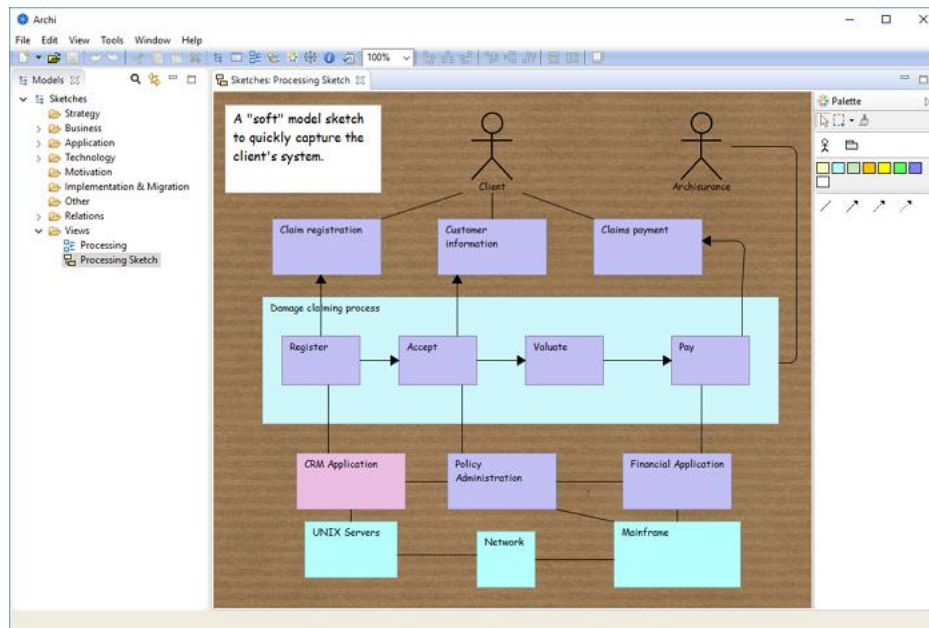 Archi
File Edit View Tools Window Help
100%
Models
Sketches: Processing Sketch
Sketches
Strategy
Business
Application
Technology
Motivation
Implementation & Migration
Other
Relations
Views
Processing
Processing Sketch
A "soft" model sketch
to quickly capture the
client's system.
Client
Archisurance
Claim registration
Customer
information
Claims payment
Damage claiming process
Register
Accept
Valuate
Pay
CRM Application
Policy
Administration
Financial Application
UNIX Servers
Network
Mainframe
Palette